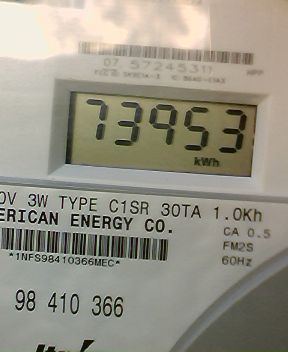 07 57245311
73953
kWh
0V 3W TYPE C1SR 30TA 1.0Kh
ERICAN ENERGY CO.
CA 0.5
FM2S
*1NFS98410366MEC*
60Hz
98 410 366